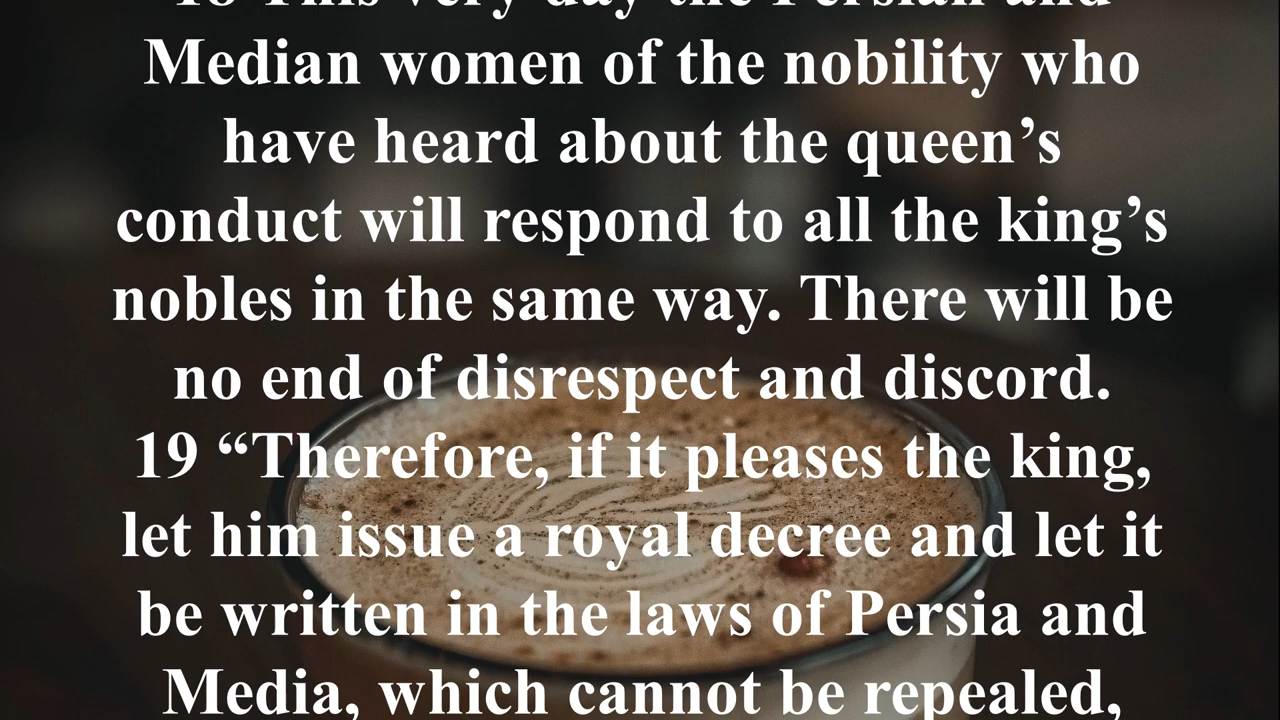 18 This very day the Persian and
Median women of the nobility who
have heard about the queen’s
conduct will respond to all the king’s
nobles in the same way. There will be
no end of disrespect and discord.
19 “Therefore, if it pleases the king,
let him issue a royal decree and let it
be written in the laws of Persia and
Media, which cannot be repealed,